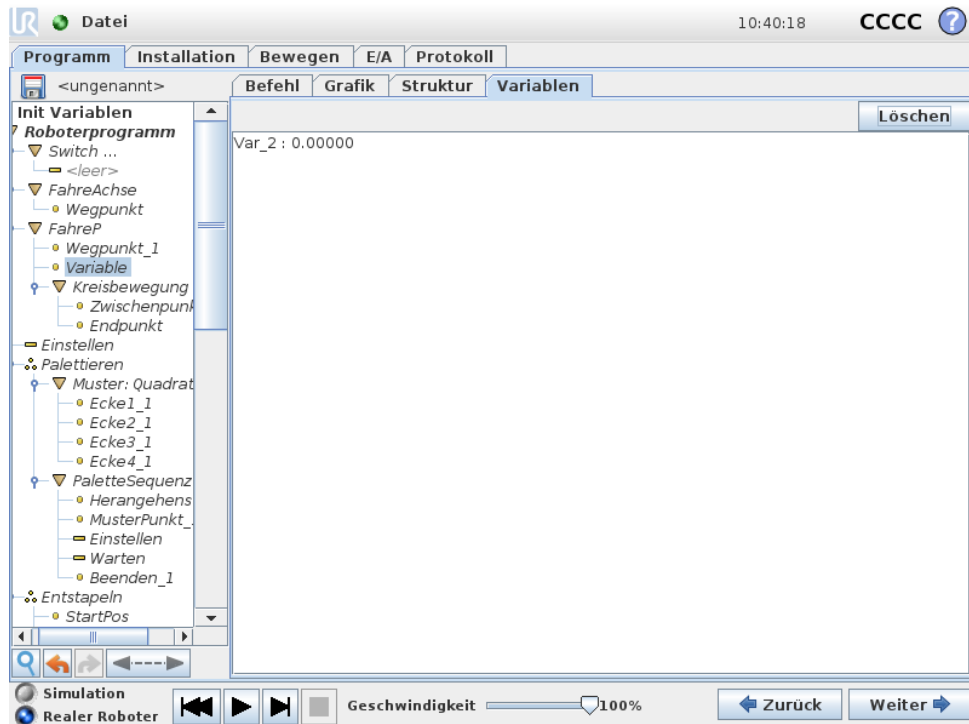 UR Datei 10:40:18 CCCC ?
Programm Installation Bewegen E/A Protokoll
<ungenannt> Befehl Grafik Struktur Variablen
Löschen
Var_2 : 0.00000
Init Variablen
Roboterprogramm
Switch ...
<leer>
FahreAchse
Wegpunkt
FahreP
Wegpunkt_1
Variable
Kreisbewegung
Zwischenpunk
Endpunkt
Einstellen
Palettieren
Muster: Quadrat
Ecke1_1
Ecke2_1
Ecke3_1
Ecke4_1
PaletteSequenz
Herangehens
MusterPunkt_
Einstellen
Warten
Beenden_1
Entstapeln
StartPos
Simulation
Realer Roboter
Geschwindigkeit 100% Zurück Weiter